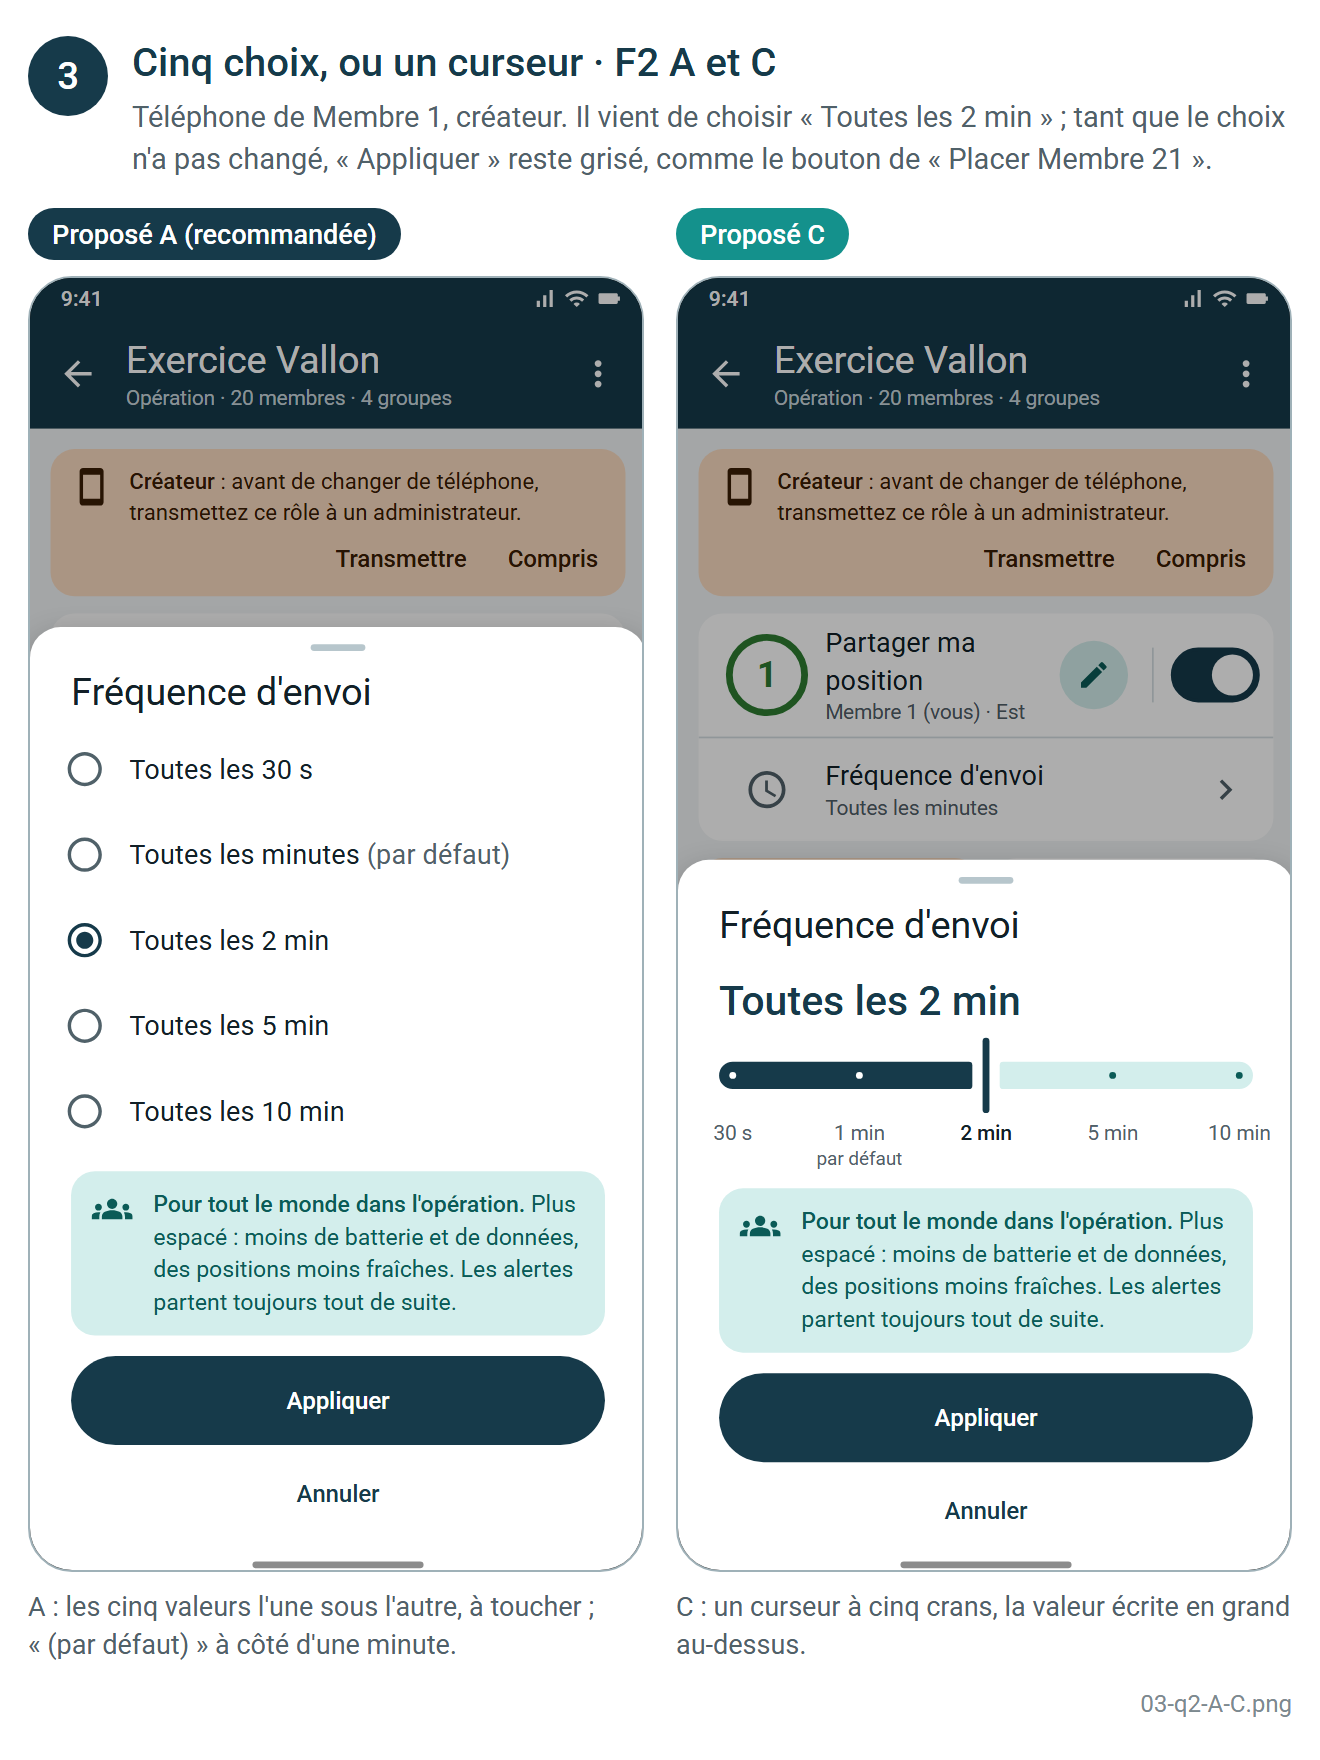 3
Cinq choix, ou un curseur · F2 A et C
Téléphone de Membre 1, créateur. Il vient de choisir « Toutes les 2 min » ; tant que le choix
n'a pas changé, « Appliquer » reste grisé, comme le bouton de « Placer Membre 21 ».
Proposé A (recommandée)
9:41
Exercice Vallon
Opération · 20 membres · 4 groupes
Créateur : avant de changer de téléphone,
transmettez ce rôle à un administrateur.
Transmettre Compris
Fréquence d'envoi
Toutes les 30 s
Toutes les minutes (par défaut)
Toutes les 2 min
Toutes les 5 min
Toutes les 10 min
Pour tout le monde dans l'opération. Plus
espacé : moins de batterie et de données,
des positions moins fraîches. Les alertes
partent toujours tout de suite.
Appliquer
Annuler
A : les cinq valeurs l'une sous l'autre, à toucher ;
« (par défaut) » à côté d'une minute.
Proposé C
9:41
Exercice Vallon
Opération · 20 membres · 4 groupes
Créateur : avant de changer de téléphone,
transmettez ce rôle à un administrateur.
Transmettre Compris
1
Partager ma
position
Membre 1 (vous) · Est
Fréquence d'envoi
Toutes les minutes
Fréquence d'envoi
Toutes les 2 min
30 s 1 min 2 min 5 min 10 min
par défaut
Pour tout le monde dans l'opération. Plus
espacé : moins de batterie et de données,
des positions moins fraîches. Les alertes
partent toujours tout de suite.
Appliquer
Annuler
C : un curseur à cinq crans, la valeur écrite en grand
au-dessus.
03-q2-A-C.png